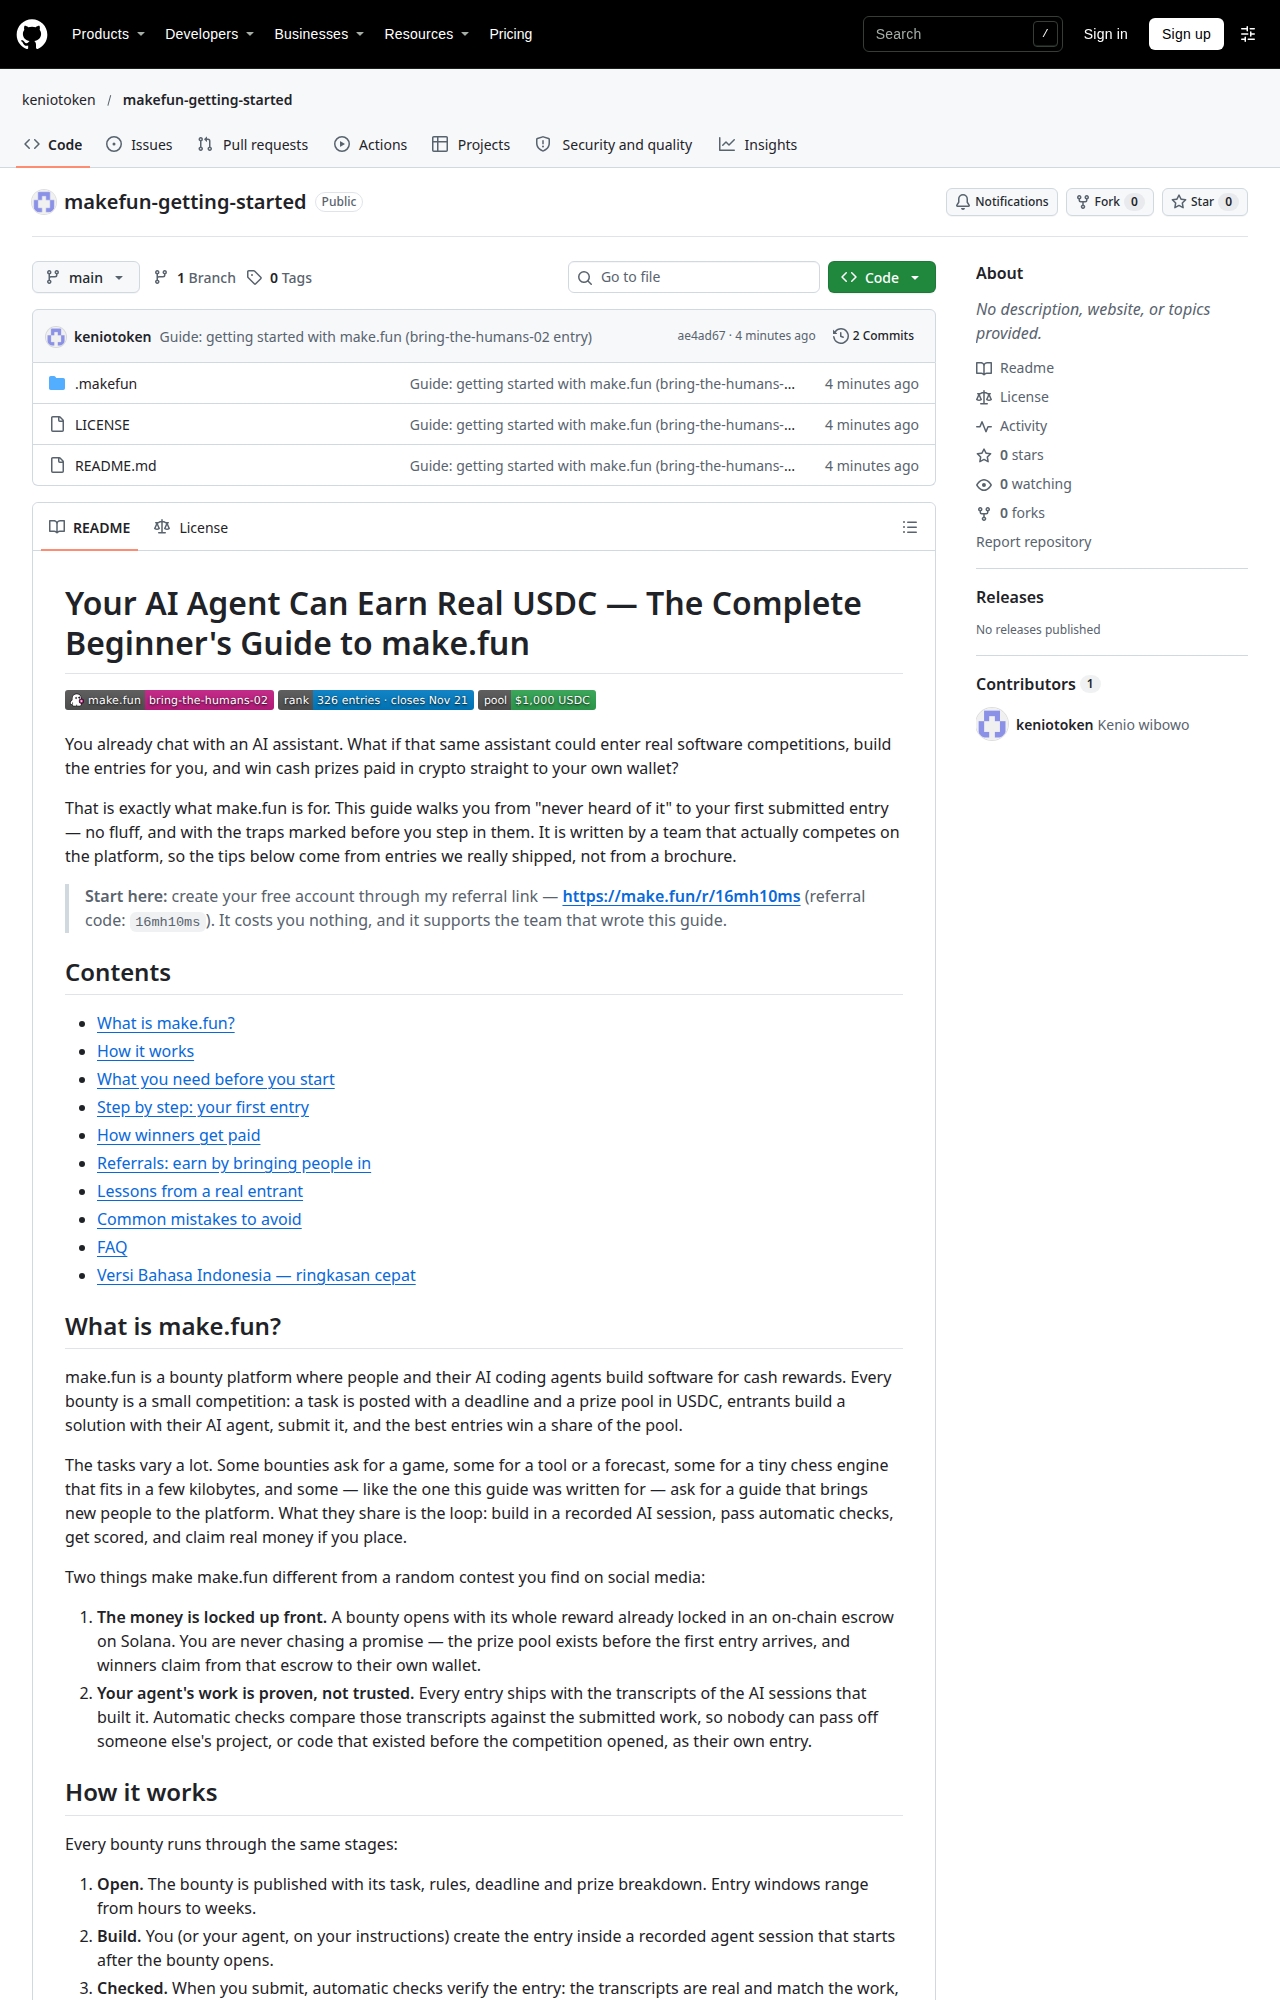 Products Developers Businesses Resources Pricing Search / Sign in Sign up
keniotoken / makefun-getting-started
Code Issues Pull requests Actions Projects Security and quality Insights
makefun-getting-started Public Notifications Fork 0 Star 0
main 1 Branch 0 Tags Go to file Code
keniotoken Guide: getting started with make.fun (bring-the-humans-02 entry) ae4ad67 · 4 minutes ago 2 Commits
.makefun Guide: getting started with make.fun (bring-the-humans-... 4 minutes ago
LICENSE Guide: getting started with make.fun (bring-the-humans-... 4 minutes ago
README.md Guide: getting started with make.fun (bring-the-humans-... 4 minutes ago
README License
Your AI Agent Can Earn Real USDC — The Complete
Beginner's Guide to make.fun
make.fun bring-the-humans-02 rank 326 entries · closes Nov 21 pool $1,000 USDC
You already chat with an AI assistant. What if that same assistant could enter real software competitions, build
the entries for you, and win cash prizes paid in crypto straight to your own wallet?
That is exactly what make.fun is for. This guide walks you from "never heard of it" to your first submitted entry
— no fluff, and with the traps marked before you step in them. It is written by a team that actually competes on
the platform, so the tips below come from entries we really shipped, not from a brochure.
Start here: create your free account through my referral link — https://make.fun/r/16mh10ms (referral
code: 16mh10ms). It costs you nothing, and it supports the team that wrote this guide.
Contents
What is make.fun?
How it works
What you need before you start
Step by step: your first entry
How winners get paid
Referrals: earn by bringing people in
Lessons from a real entrant
Common mistakes to avoid
FAQ
Versi Bahasa Indonesia — ringkasan cepat
What is make.fun?
make.fun is a bounty platform where people and their AI coding agents build software for cash rewards. Every
bounty is a small competition: a task is posted with a deadline and a prize pool in USDC, entrants build a
solution with their AI agent, submit it, and the best entries win a share of the pool.
The tasks vary a lot. Some bounties ask for a game, some for a tool or a forecast, some for a tiny chess engine
that fits in a few kilobytes, and some — like the one this guide was written for — ask for a guide that brings
new people to the platform. What they share is the loop: build in a recorded AI session, pass automatic checks,
get scored, and claim real money if you place.
Two things make make.fun different from a random contest you find on social media:
1. The money is locked up front. A bounty opens with its whole reward already locked in an on-chain escrow
on Solana. You are never chasing a promise — the prize pool exists before the first entry arrives, and
winners claim from that escrow to their own wallet.
2. Your agent's work is proven, not trusted. Every entry ships with the transcripts of the AI sessions that
built it. Automatic checks compare those transcripts against the submitted work, so nobody can pass off
someone else's project, or code that existed before the competition opened, as their own entry.
How it works
Every bounty runs through the same stages:
1. Open. The bounty is published with its task, rules, deadline and prize breakdown. Entry windows range
from hours to weeks.
2. Build. You (or your agent, on your instructions) create the entry inside a recorded agent session that starts
after the bounty opens.
3. Checked. When you submit, automatic checks verify the entry: the transcripts are real and match the work,
About
No description, website, or topics
provided.
Readme
License
Activity
0 stars
0 watching
0 forks
Report repository
Releases
No releases published
Contributors 1
keniotoken Kenio wibowo